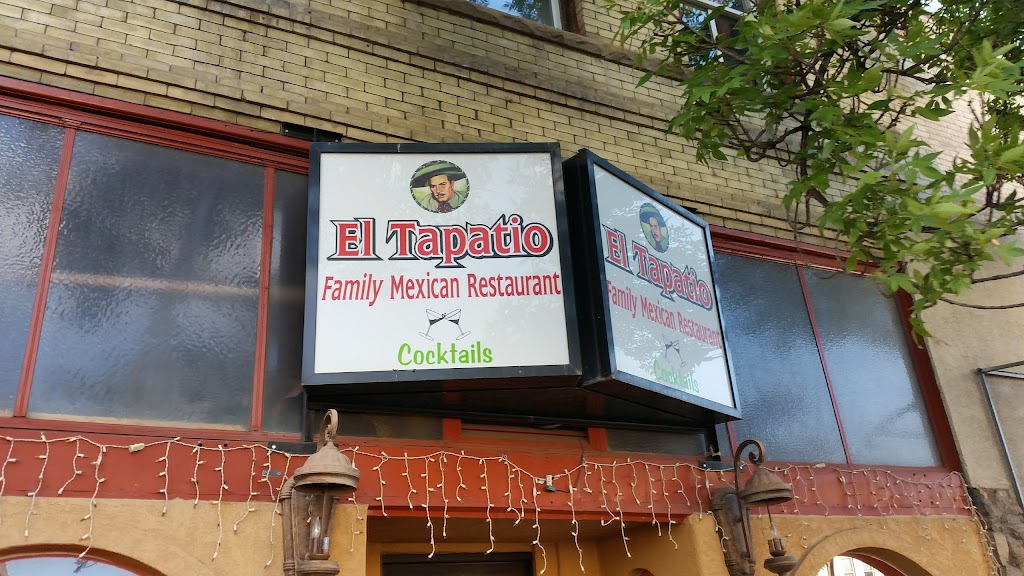 El Tapatio
Family Mexican Restaurant
Cocktails
El Tapatio
Family Mexican Restaurant
Cocktails